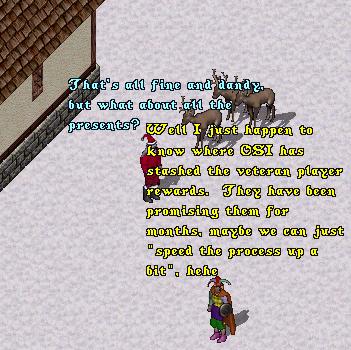 That's all fine and dandy,
but what about all the
presents?
Well I just happen to
know where OSI has
stashed the veteran player
rewards.  They have been
promising them for
months, maybe we can just
"speed the process up a
bit", hehe